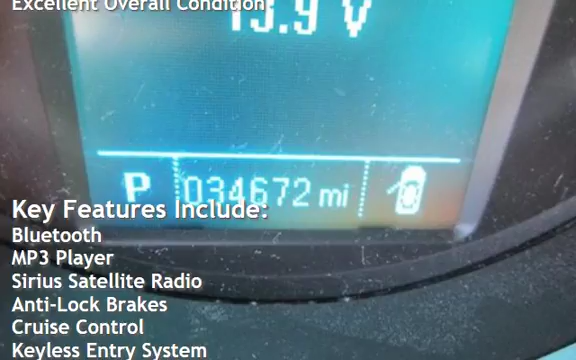 Excellent Overall Condition
13.9 V
P 034672 mi
Key Features Include:
Bluetooth
MP3 Player
Sirius Satellite Radio
Anti-Lock Brakes
Cruise Control
Keyless Entry System